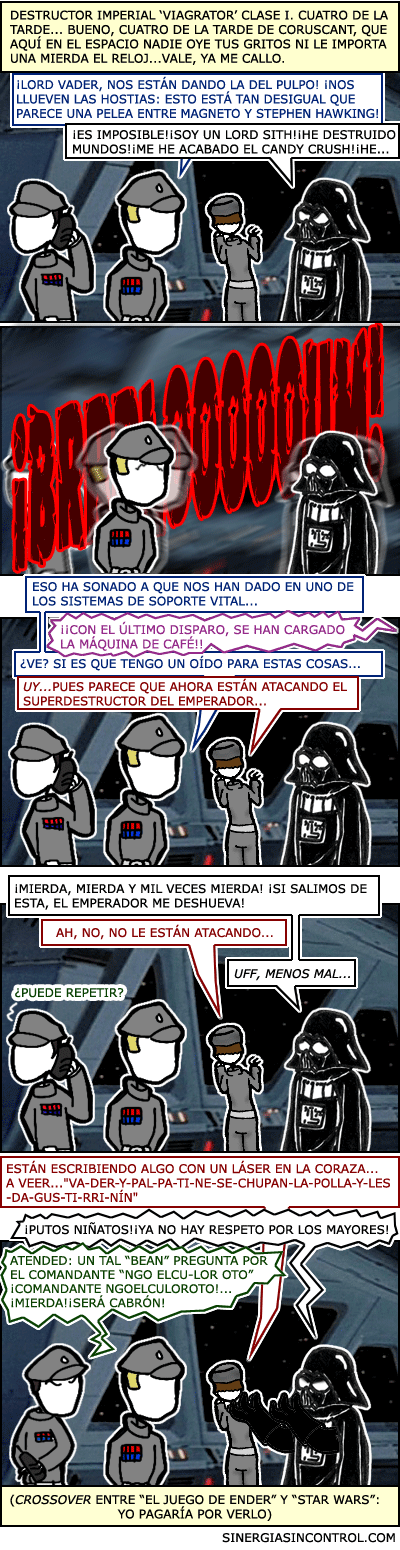 DESTRUCTOR IMPERIAL ‘VIAGRATOR’ CLASE I. CUATRO DE LA
TARDE... BUENO, CUATRO DE LA TARDE DE CORUSCANT, QUE
AQUÍ EN EL ESPACIO NADIE OYE TUS GRITOS NI LE IMPORTA
UNA MIERDA EL RELOJ...VALE, YA ME CALLO.
¡LORD VADER, NOS ESTÁN DANDO LA DEL PULPO! ¡NOS
LLUEVEN LAS HOSTIAS: ESTO ESTÁ TAN DESIGUAL QUE
PARECE UNA PELEA ENTRE MAGNETO Y STEPHEN HAWKING!
¡ES IMPOSIBLE!¡SOY UN LORD SITH!¡HE DESTRUIDO
MUNDOS!¡ME HE ACABADO EL CANDY CRUSH!¡HE...
ESO HA SONADO A QUE NOS HAN DADO EN UNO DE
LOS SISTEMAS DE SOPORTE VITAL...
¡¡CON EL ÚLTIMO DISPARO, SE HAN CARGADO
LA MÁQUINA DE CAFÉ!!
¿VE? SI ES QUE TENGO UN OÍDO PARA ESTAS COSAS...
UY...PUES PARECE QUE AHORA ESTÁN ATACANDO EL
SUPERDESTRUCTOR DEL EMPERADOR...
¡MIERDA, MIERDA Y MIL VECES MIERDA! ¡SI SALIMOS DE
ESTA, EL EMPERADOR ME DESHUEVA!
AH, NO, NO LE ESTÁN ATACANDO...
UFF, MENOS MAL...
¿PUEDE REPETIR?
ESTÁN ESCRIBIENDO ALGO CON UN LÁSER EN LA CORAZA...
A VEER..."VA-DER-Y-PAL-PA-TI-NE-SE-CHUPAN-LA-POLLA-Y-LES
-DA-GUS-TI-RRI-NÍN"
¡PUTOS NIÑATOS!¡YA NO HAY RESPETO POR LOS MAYORES!
ATENDED: UN TAL “BEAN” PREGUNTA POR
EL COMANDANTE “NGO ELCU-LOR OTO”
¡COMANDANTE NGOELCULOROTO!...
¡MIERDA!¡SERÁ CABRÓN!
(CROSSOVER ENTRE “EL JUEGO DE ENDER” Y “STAR WARS”:
YO PAGARÍA POR VERLO)
SINERGIASINCONTROL.COM